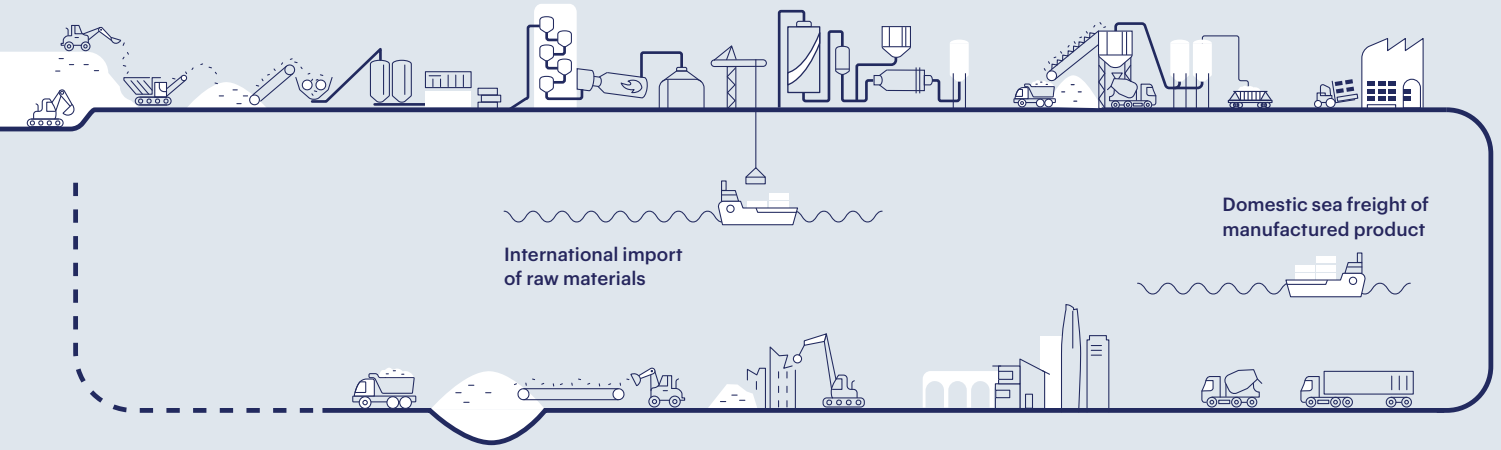 International import
of raw materials
Domestic sea freight of
manufactured product